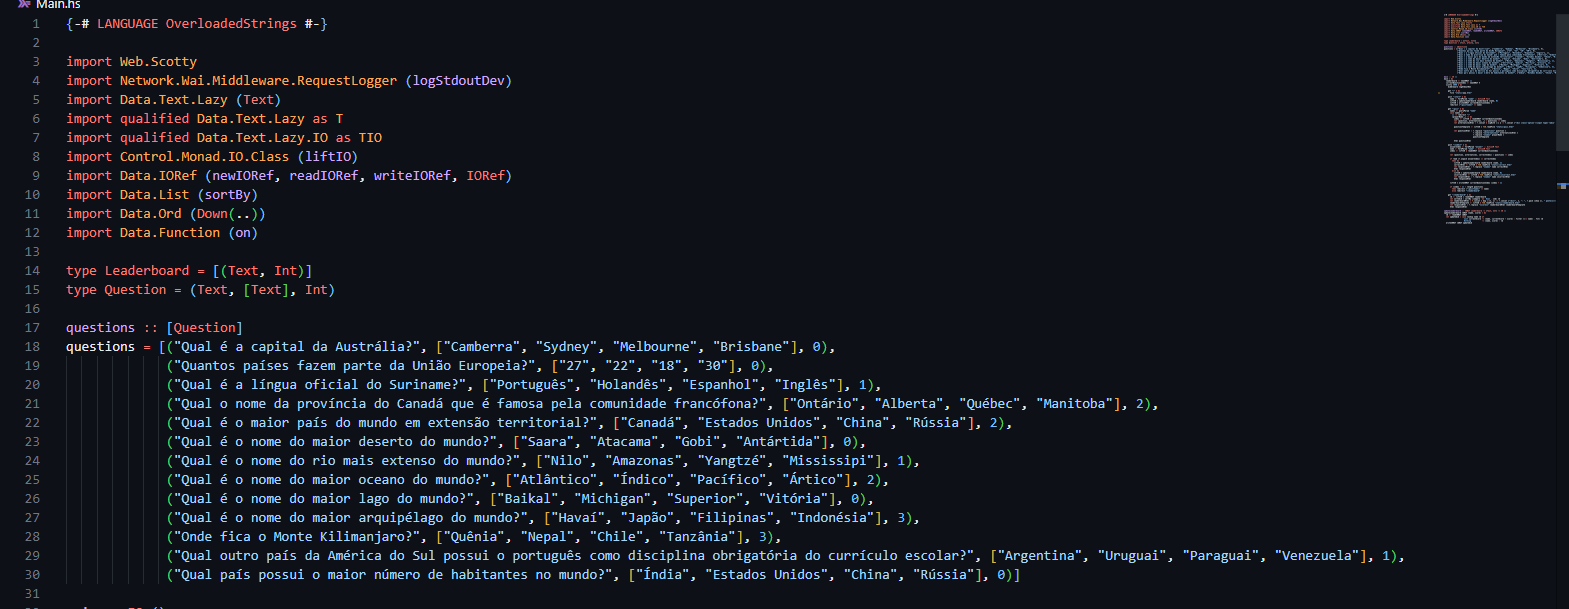 Main.hs
1 {-# LANGUAGE OverloadedStrings #-}
2
3 import Web.Scotty
4 import Network.Wai.Middleware.RequestLogger (logStdoutDev)
5 import Data.Text.Lazy (Text)
6 import qualified Data.Text.Lazy as T
7 import qualified Data.Text.Lazy.IO as TIO
8 import Control.Monad.IO.Class (liftIO)
9 import Data.IORef (newIORef, readIORef, writeIORef, IORef)
10 import Data.List (sortBy)
11 import Data.Ord (Down(..))
12 import Data.Function (on)
13
14 type Leaderboard = [(Text, Int)]
15 type Question = (Text, [Text], Int)
16
17 questions :: [Question]
18 questions = [("Qual é a capital da Austrália?", ["Camberra", "Sydney", "Melbourne", "Brisbane"], 0),
19 ("Quantos países fazem parte da União Europeia?", ["27", "22", "18", "30"], 0),
20 ("Qual é a língua oficial do Suriname?", ["Português", "Holandês", "Espanhol", "Inglês"], 1),
21 ("Qual o nome da província do Canadá que é famosa pela comunidade francófona?", ["Ontário", "Alberta", "Québec", "Manitoba"], 2),
22 ("Qual é o maior país do mundo em extensão territorial?", ["Canadá", "Estados Unidos", "China", "Rússia"], 2),
23 ("Qual é o nome do maior deserto do mundo?", ["Saara", "Atacama", "Gobi", "Antártida"], 0),
24 ("Qual é o nome do rio mais extenso do mundo?", ["Nilo", "Amazonas", "Yangtzé", "Mississipi"], 1),
25 ("Qual é o nome do maior oceano do mundo?", ["Atlântico", "Índico", "Pacífico", "Ártico"], 2),
26 ("Qual é o nome do maior lago do mundo?", ["Baikal", "Michigan", "Superior", "Vitória"], 0),
27 ("Qual é o nome do maior arquipélago do mundo?", ["Havaí", "Japão", "Filipinas", "Indonésia"], 3),
28 ("Onde fica o Monte Kilimanjaro?", ["Quênia", "Nepal", "Chile", "Tanzânia"], 3),
29 ("Qual outro país da América do Sul possui o português como disciplina obrigatória do currículo escolar?", ["Argentina", "Uruguai", "Paraguai", "Venezuela"], 1),
30 ("Qual país possui o maior número de habitantes no mundo?", ["Índia", "Estados Unidos", "China", "Rússia"], 0)]
31